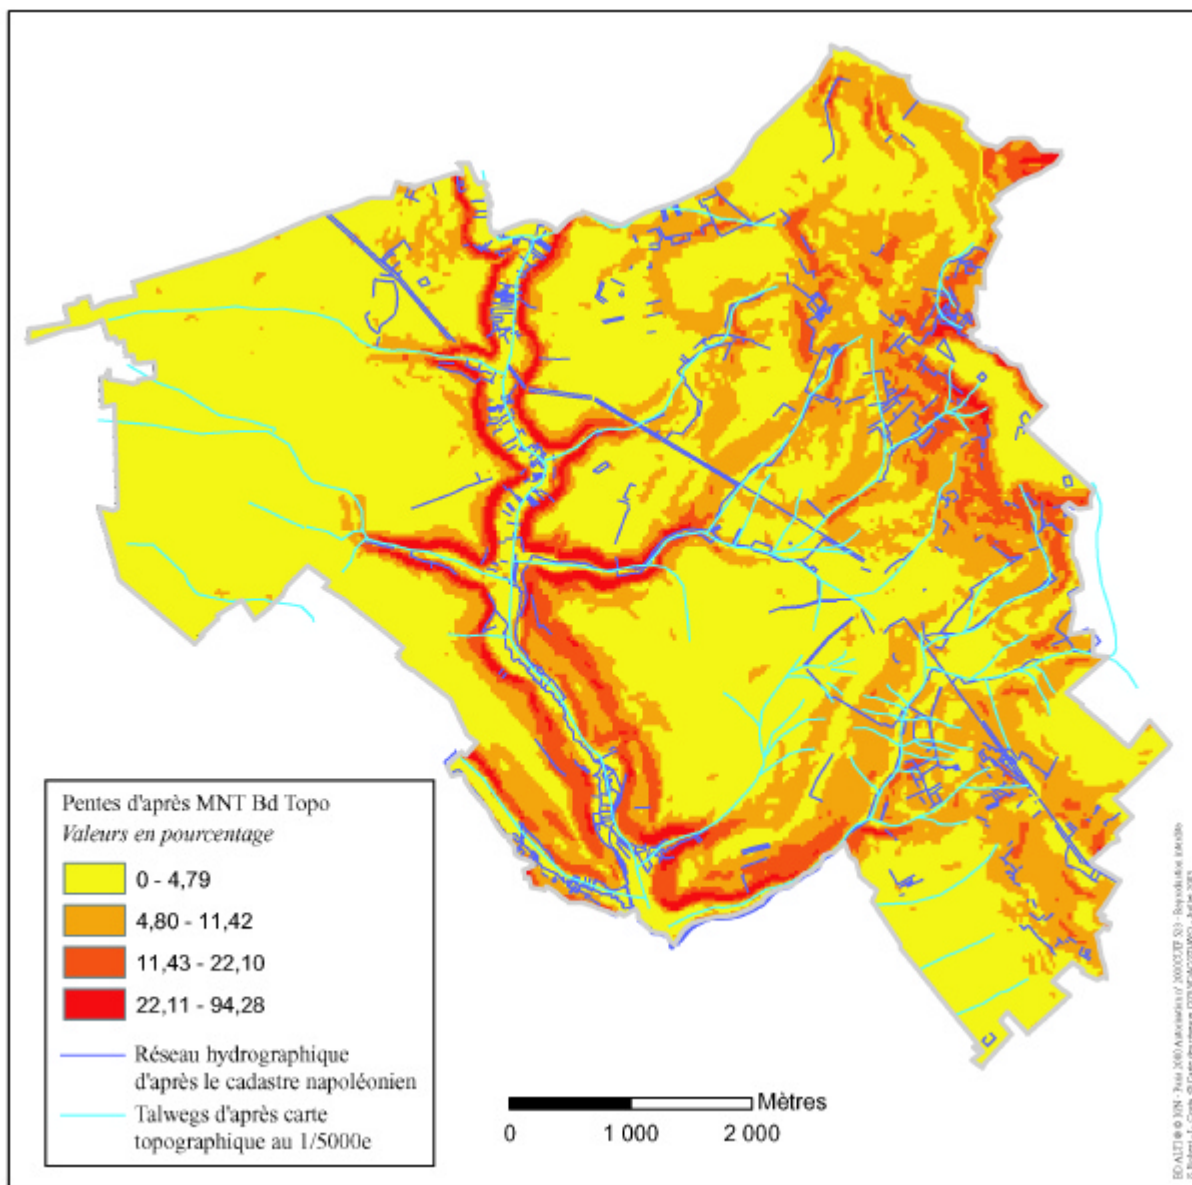 Pentes d'après MNT Bd Topo
Valeurs en pourcentage
0 - 4,79
4,80 - 11,42
11,43 - 22,10
22,11 - 94,28
Réseau hydrographique
d'après le cadastre napoléonien
Talwegs d'après carte
topographique au 1/5000e
Mètres
0 1 000 2 000